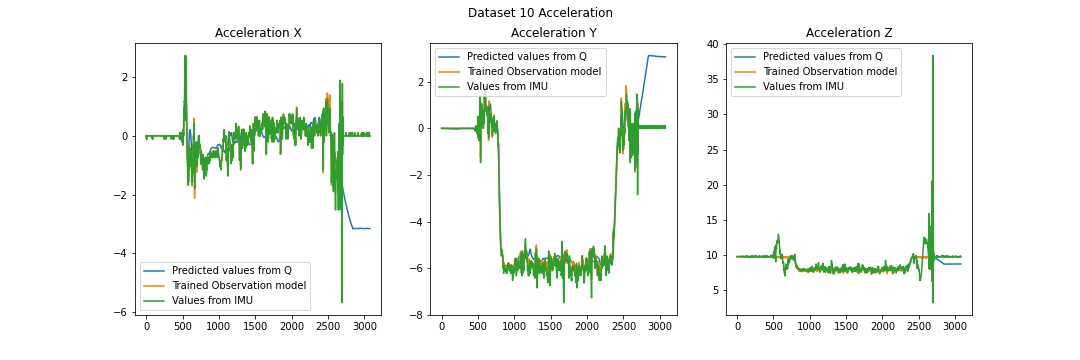 Dataset 10 Acceleration
Acceleration X
2
0
−2
−4
−6
Predicted values from Q
Trained Observation model
Values from IMU
0 500 1000 1500 2000 2500 3000
Acceleration Y
2
0
−2
−4
−6
−8
Predicted values from Q
Trained Observation model
Values from IMU
0 500 1000 1500 2000 2500 3000
Acceleration Z
40
35
30
25
20
15
10
5
Predicted values from Q
Trained Observation model
Values from IMU
0 500 1000 1500 2000 2500 3000